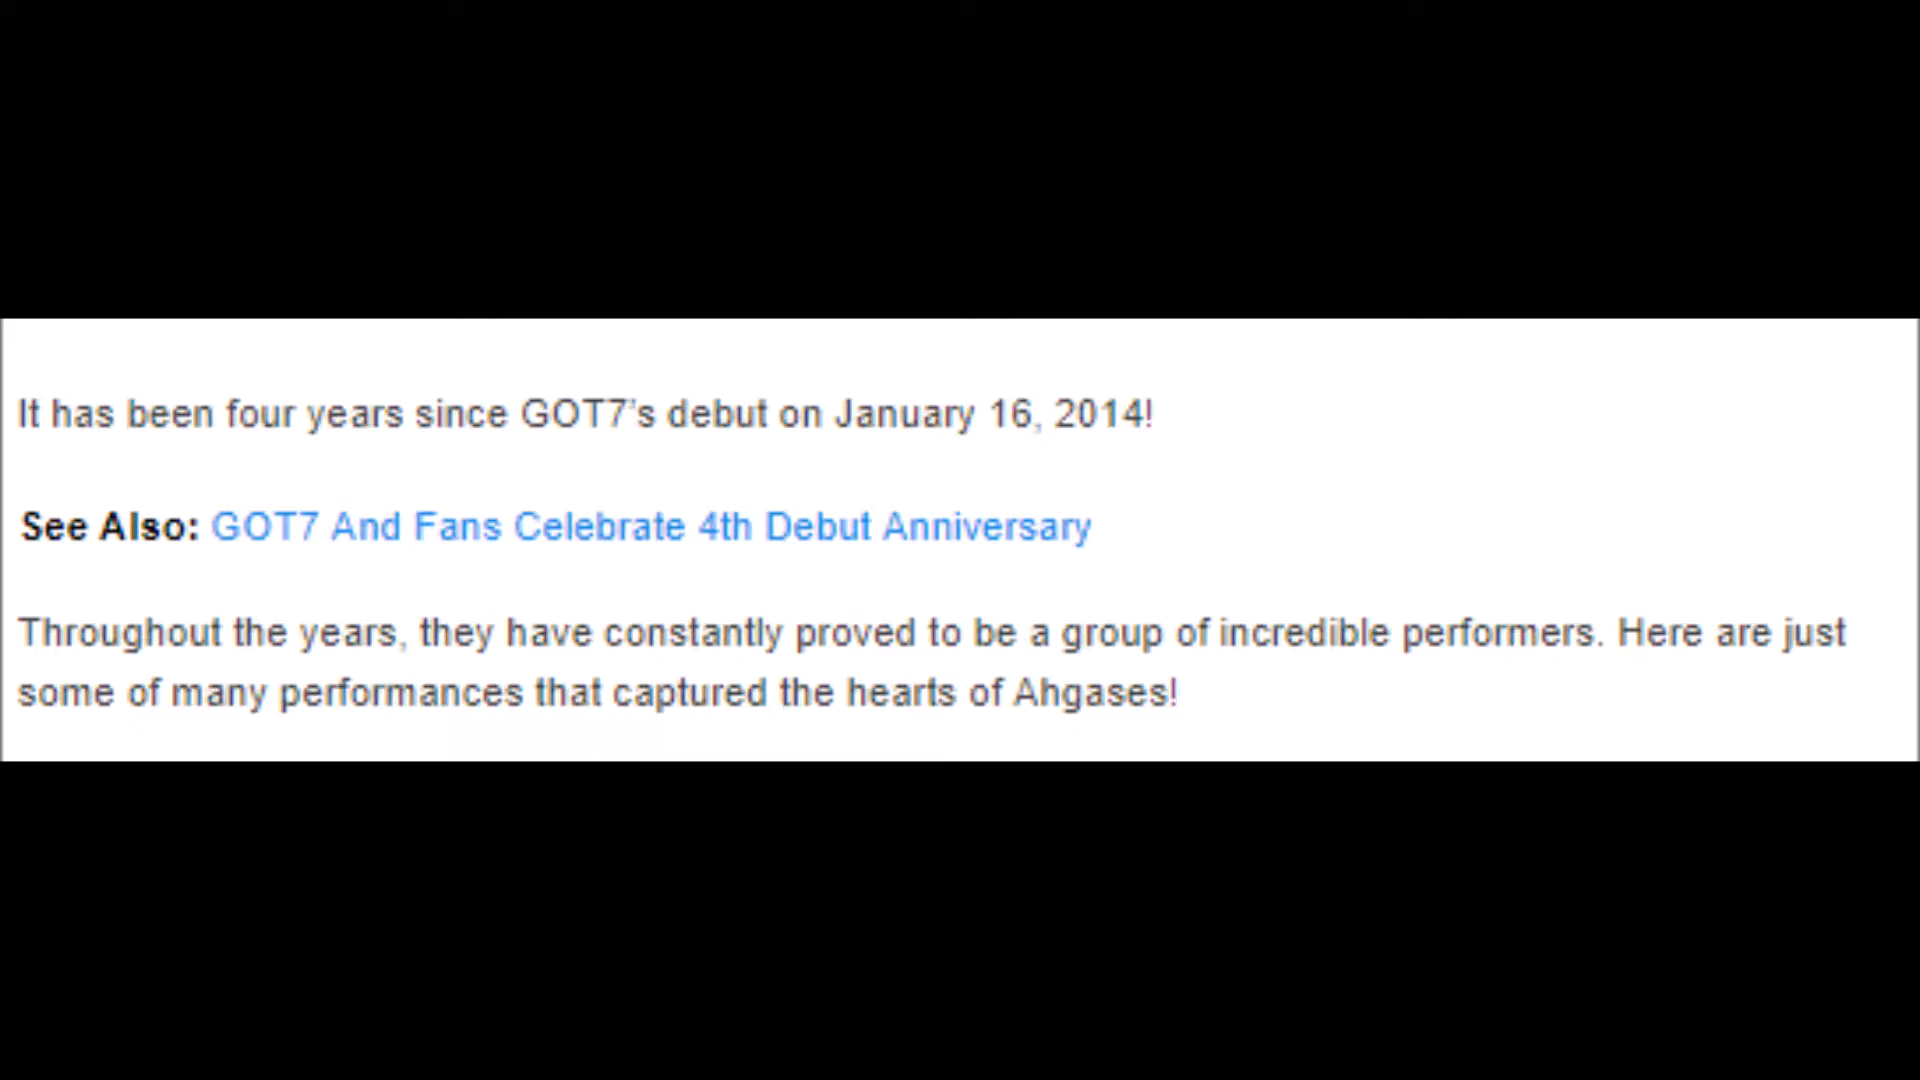 It has been four years since GOT7’s debut on January 16, 2014!
See Also: GOT7 And Fans Celebrate 4th Debut Anniversary
Throughout the years, they have constantly proved to be a group of incredible performers. Here are just
some of many performances that captured the hearts of Ahgases!